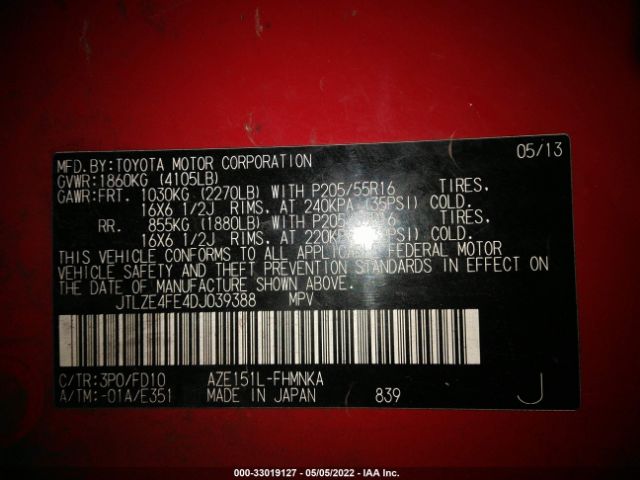 MFD.BY:TOYOTA MOTOR CORPORATION 05/13
GVWR:1860KG (4105LB)
GAWR:FRT. 1030KG (2270LB) WITH P205/55R16 TIRES.
16X6 1/2J RIMS. AT 240KPA (35PSI) COLD.
RR. 855KG (1880LB) WITH R16 TIRES.
16X6 1/2J RIMS. AT COLD.
THIS VEHICLE CONFORMS TO ALL APPLICABLE FEDERAL MOTOR
VEHICLE SAFETY AND THEFT PREVENTION STANDARDS IN EFFECT ON
THE DATE OF MANUFACTURE SHOWN ABOVE.
JTLZE4FE4DJ039388 MPV
C/TR:3P0/FD10 AZE151L-FHMNKA
A/TM:-01A/E351 MADE IN JAPAN 839 J
000-33019127 - 05/05/2022 - IAA Inc.